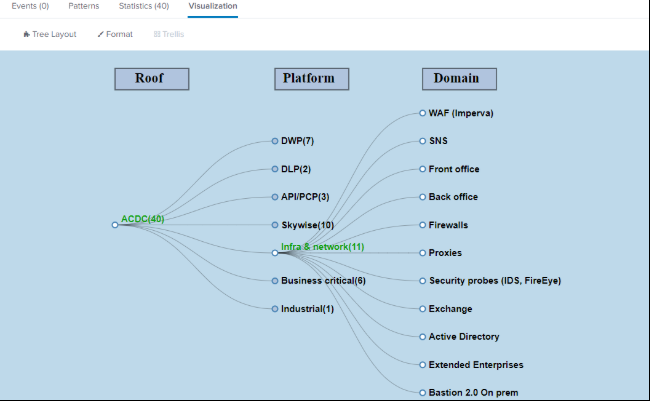 Events (0) Patterns Statistics (40) Visualization
Tree Layout Format Trellis
Roof Platform Domain
WAF (Imperva)
DWP(7) SNS
DLP(2) Front office
API/PCP(3) Back office
ACDC(40) Skywise(10) Firewalls
Infra & network(11) Proxies
Business critical(6) Security probes (IDS, FireEye)
Industrial(1) Exchange
Active Directory
Extended Enterprises
Bastion 2.0 On prem